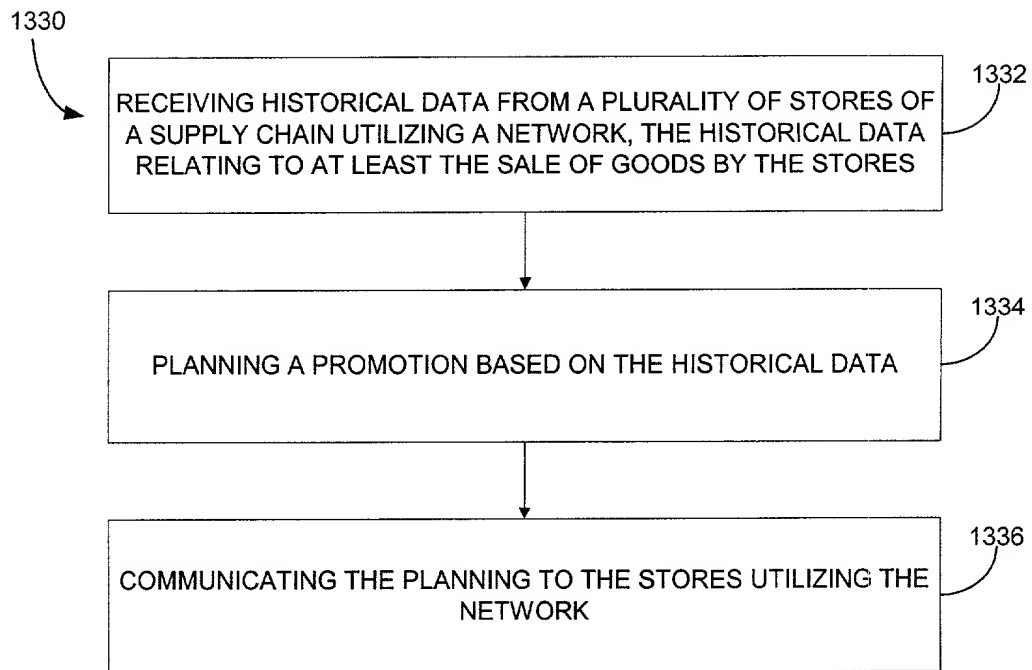 1330
1332
RECEIVING HISTORICAL DATA FROM A PLURALITY OF STORES OF
A SUPPLY CHAIN UTILIZING A NETWORK, THE HISTORICAL DATA
RELATING TO AT LEAST THE SALE OF GOODS BY THE STORES
1334
PLANNING A PROMOTION BASED ON THE HISTORICAL DATA
1336
COMMUNICATING THE PLANNING TO THE STORES UTILIZING THE
NETWORK